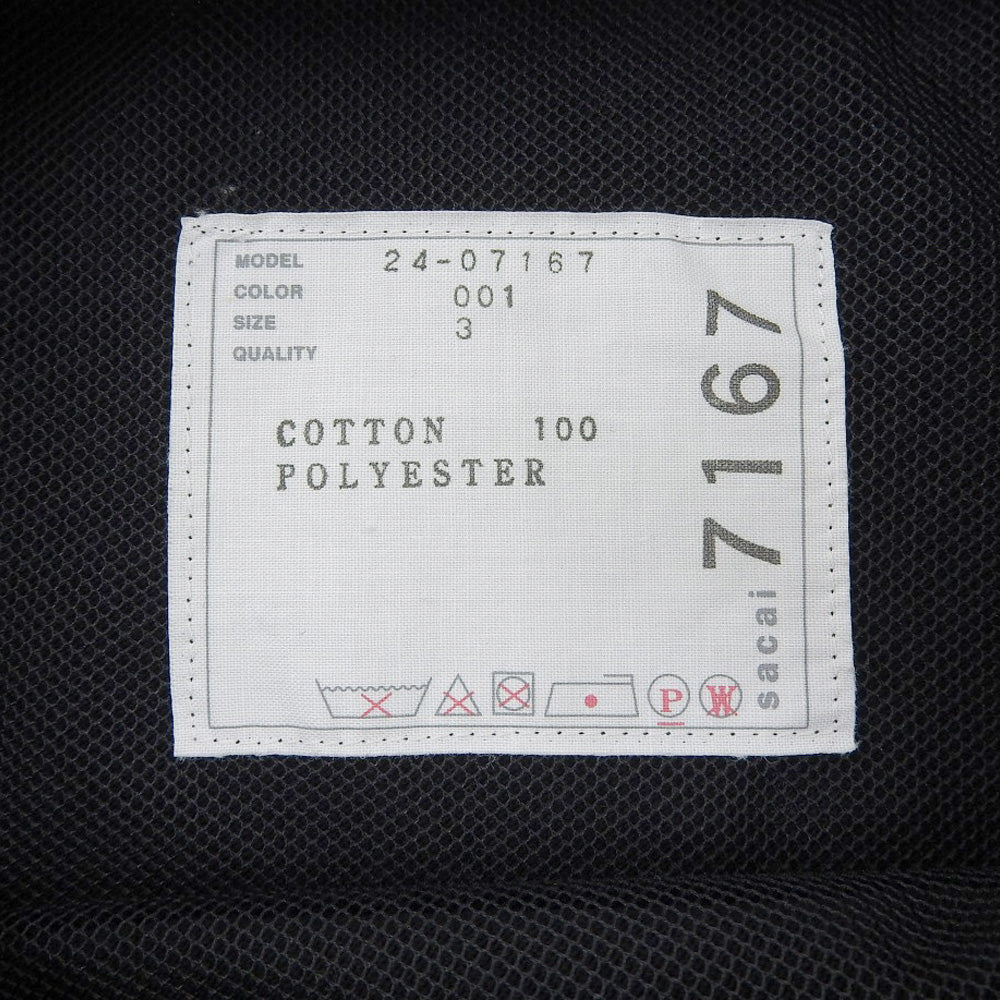 MODEL 24-07167
COLOR 001
SIZE 3
QUALITY
COTTON 100
POLYESTER
P W
sacai 7167